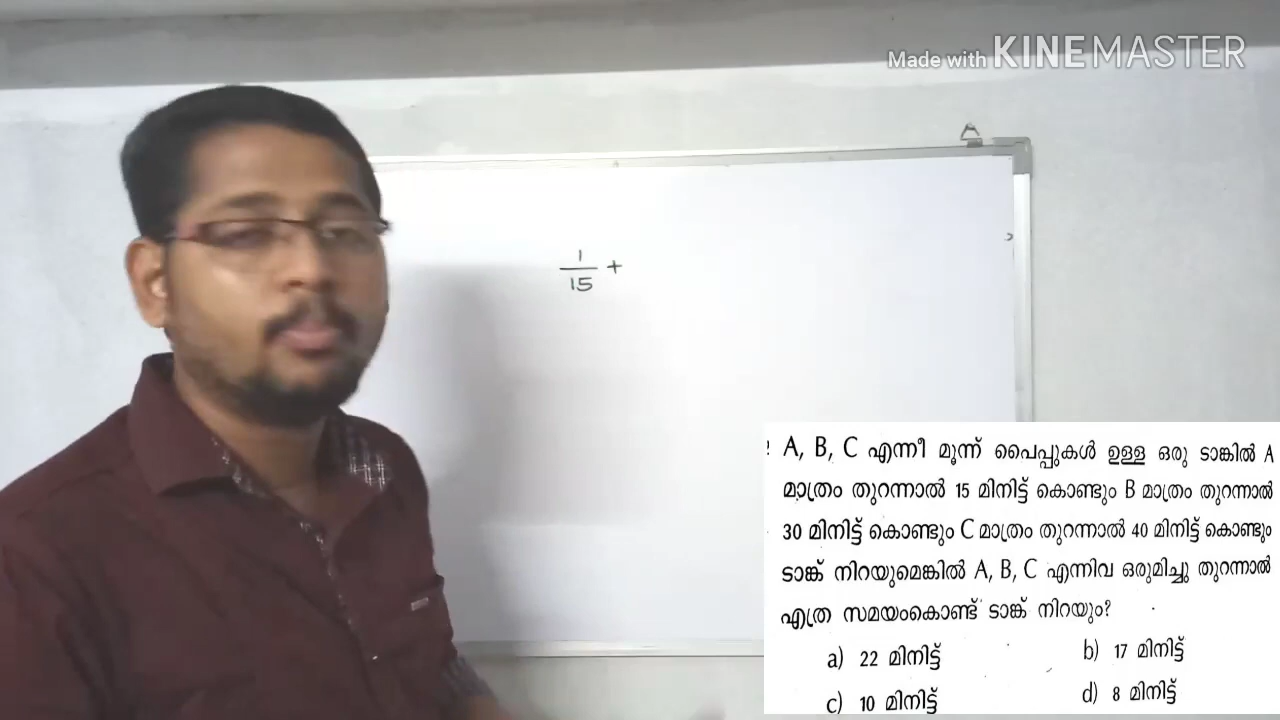 Made with KINEMASTER
1
15 +
A, B, C എന്നീ മൂന്ന് പൈപ്പുകൾ ഉള്ള ഒരു ടാങ്കിൽ A
മാത്രം തുറന്നാൽ 15 മിനിട്ട് കൊണ്ടും B മാത്രം തുറന്നാൽ
30 മിനിട്ട് കൊണ്ടും C മാത്രം തുറന്നാൽ 40 മിനിട്ട് കൊണ്ടും
ടാങ്ക് നിറയുമെങ്കിൽ A, B, C എന്നിവ ഒരുമിച്ചു തുറന്നാൽ
എത്ര സമയംകൊണ്ട് ടാങ്ക് നിറയും?
a) 22 മിനിട്ട് b) 17 മിനിട്ട്
c) 10 മിനിട്ട് d) 8 മിനിട്ട്